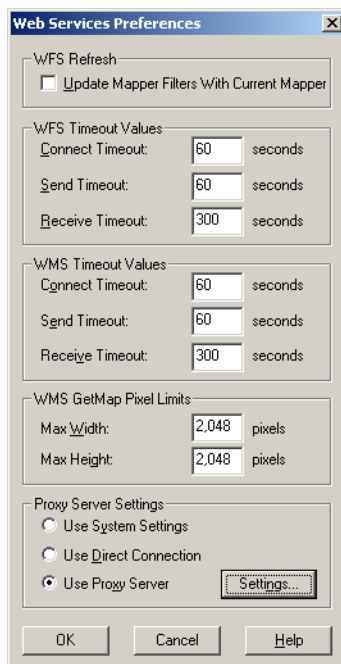 Web Services Preferences
WFS Refresh
Update Mapper Filters With Current Mapper
WFS Timeout Values
Connect Timeout: 60 seconds
Send Timeout: 60 seconds
Receive Timeout: 300 seconds
WMS Timeout Values
Connect Timeout: 60 seconds
Send Timeout: 60 seconds
Receive Timeout: 300 seconds
WMS GetMap Pixel Limits
Max Width: 2,048 pixels
Max Height: 2,048 pixels
Proxy Server Settings
Use System Settings
Use Direct Connection
Use Proxy Server Settings...
OK Cancel Help